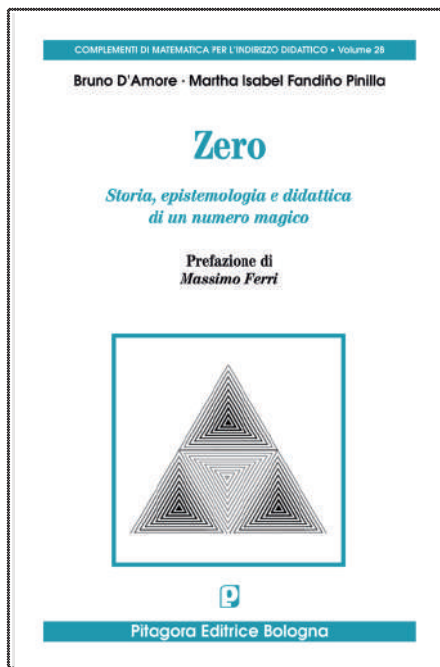 COMPLEMENTI DI MATEMATICA PER L'INDIRIZZO DIDATTICO • Volume 28
Bruno D'Amore · Martha Isabel Fandiño Pinilla
Zero
Storia, epistemologia e didattica
di un numero magico
Prefazione di
Massimo Ferri
Pitagora Editrice Bologna